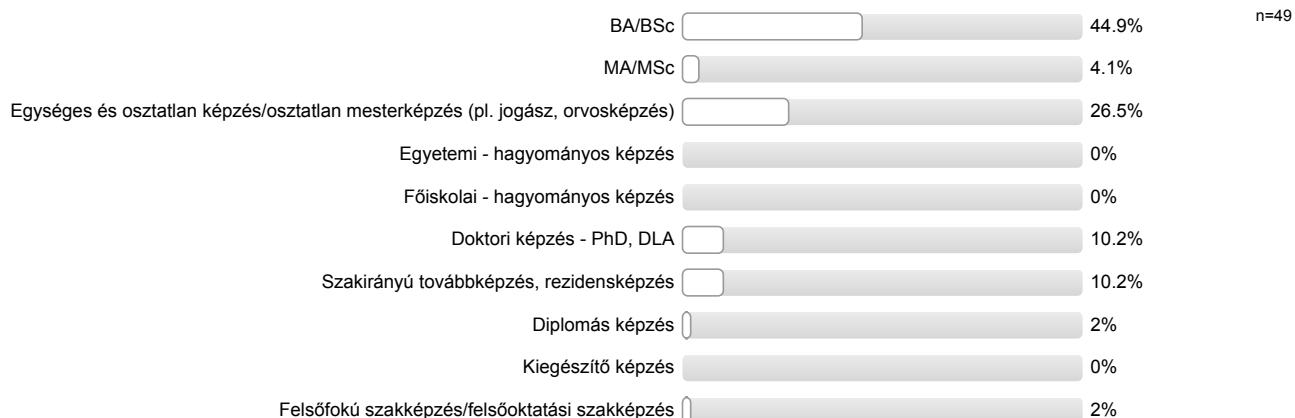 BA/BSc 44.9% n=49
MA/MSc 4.1%
Egységes és osztatlan képzés/osztatlan mesterképzés (pl. jogász, orvosképzés) 26.5%
Egyetemi - hagyományos képzés 0%
Főiskolai - hagyományos képzés 0%
Doktori képzés - PhD, DLA 10.2%
Szakirányú továbbképzés, rezidensképzés 10.2%
Diplomás képzés 2%
Kiegészítő képzés 0%
Felsőfokú szakképzés/felsőoktatási szakképzés 2%